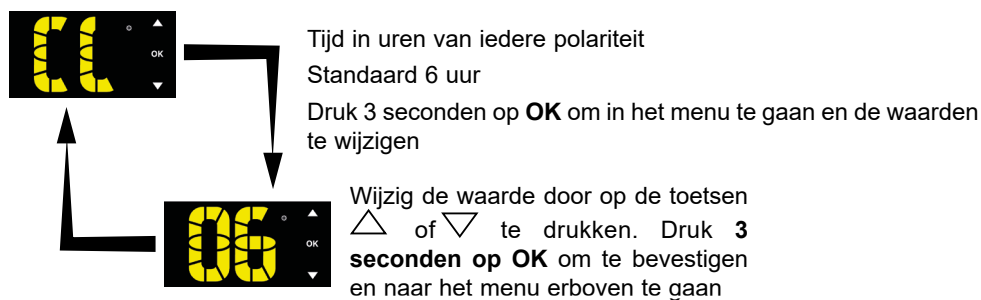 CL
OK
Tijd in uren van iedere polariteit
Standaard 6 uur
Druk 3 seconden op OK om in het menu te gaan en de waarden
te wijzigen
06
OK
Wijzig de waarde door op de toetsen
△ of ▽ te drukken. Druk 3
seconden op OK om te bevestigen
en naar het menu erboven te gaan